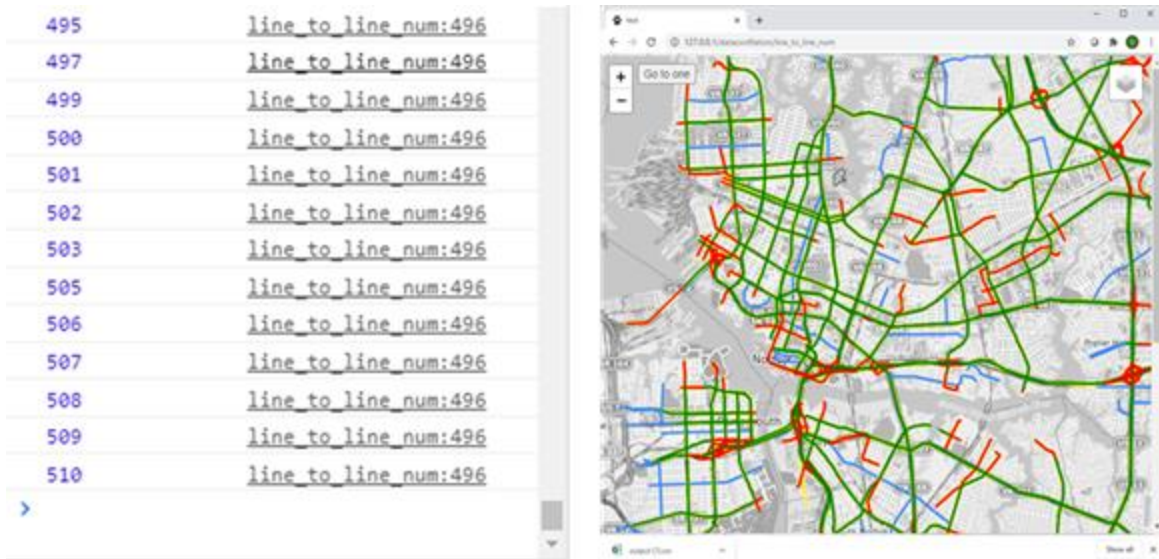 495 line_to_line_num:496
497 line_to_line_num:496
499 line_to_line_num:496
500 line_to_line_num:496
501 line_to_line_num:496
502 line_to_line_num:496
503 line_to_line_num:496
505 line_to_line_num:496
506 line_to_line_num:496
507 line_to_line_num:496
508 line_to_line_num:496
509 line_to_line_num:496
510 line_to_line_num:496
>
+
Go to one
−
Show all